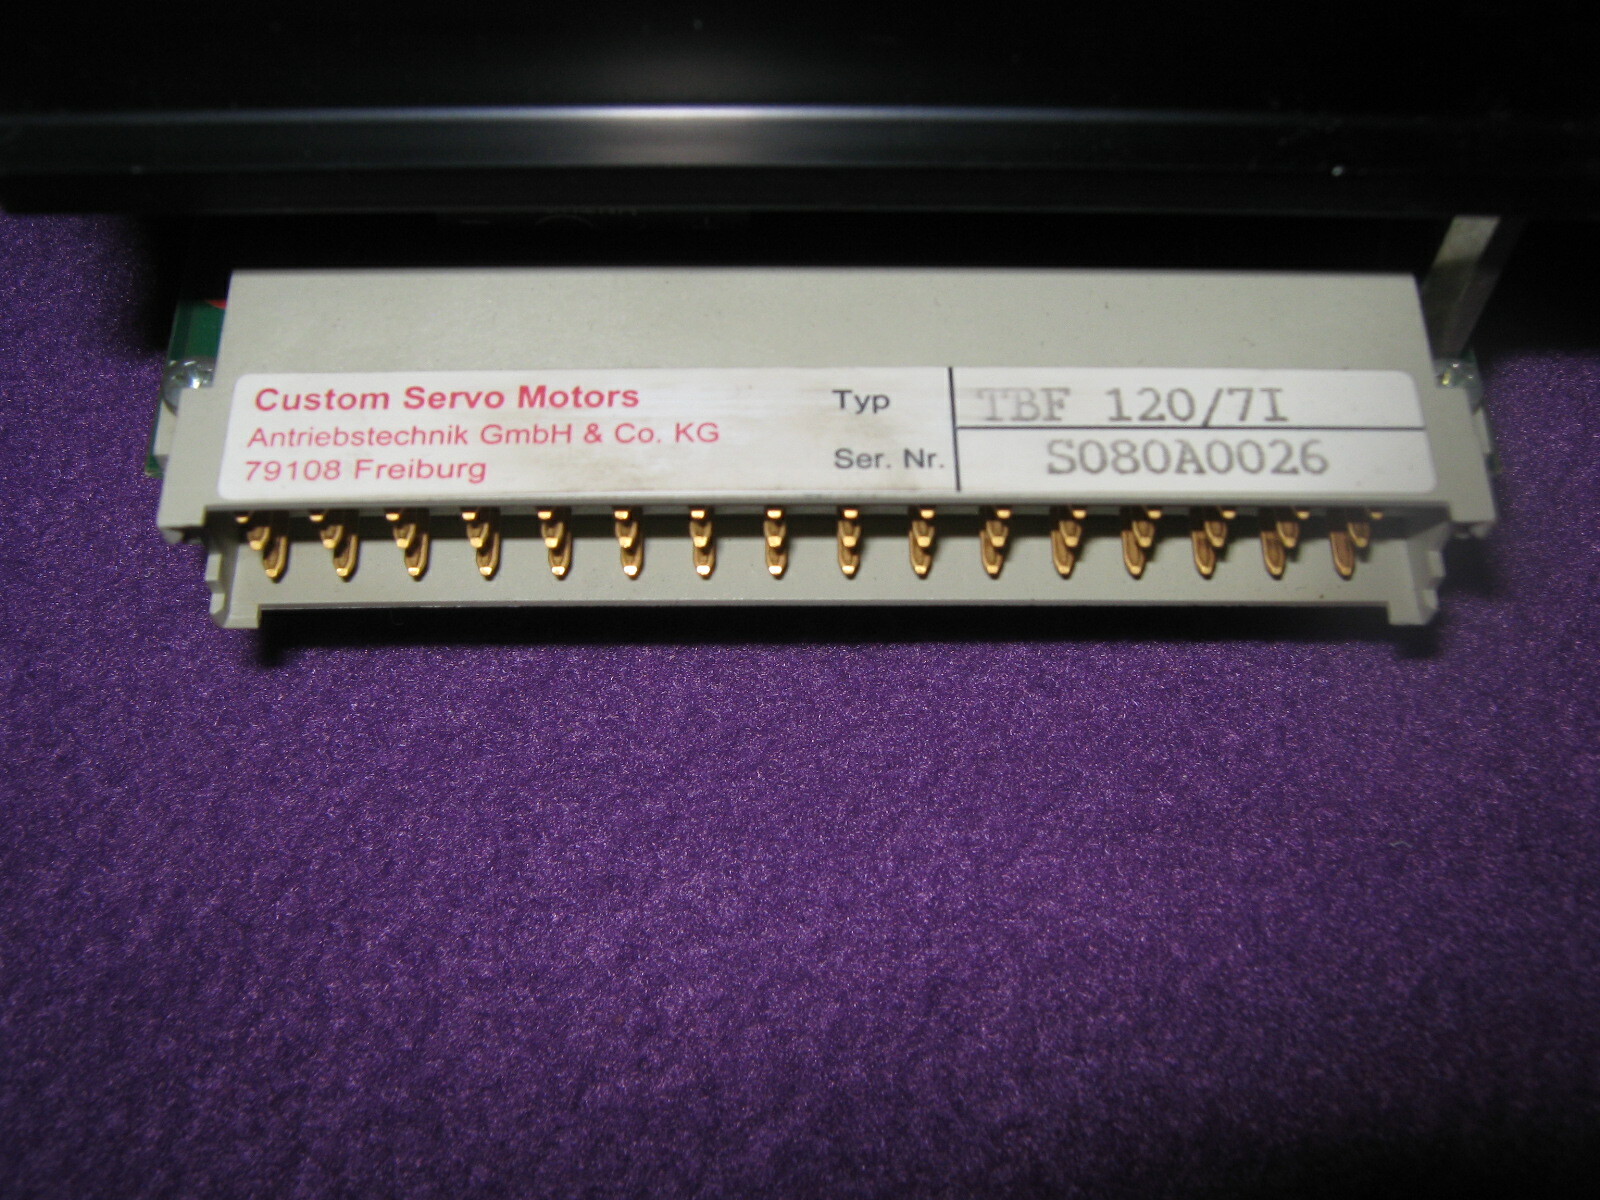 Custom Servo Motors
Antriebstechnik GmbH & Co. KG
79108 Freiburg
Typ TBF 120/7I
Ser. Nr. S080A0026